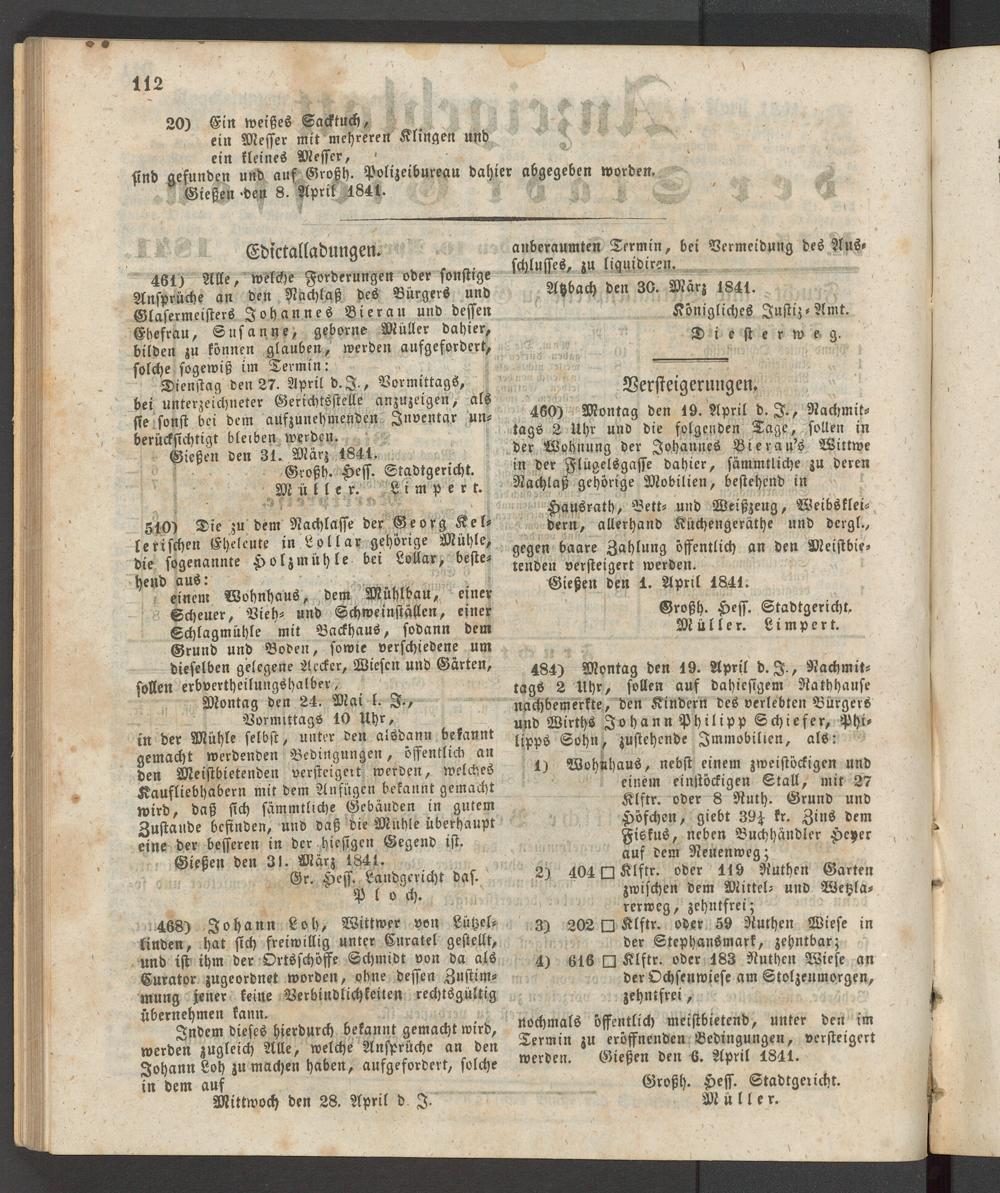 112
20) Ein weißes Sacktuch,
ein Messer mit mehreren Klingen und
ein kleines Messer,
sind gefunden und auf Großh. Polizeibureau dahier abgegeben worden.
Gießen den 8. April 1841.
Edictalladungen.
461) Alle, welche Forderungen oder sonstige
Ansprüche an den Nachlaß des Bürgers und
Glasermeisters Johannes Bierau und dessen
Ehefrau, Susanne, geborne Müller dahier,
bilden zu können glauben, werden aufgefordert,
solche sogewiß im Termin:
Dienstag den 27. April d. J., Vormittags,
bei unterzeichneter Gerichtsstelle anzuzeigen, als
sie sonst bei dem aufzunehmenden Inventar un-
berücksichtigt bleiben werden.
Gießen den 31. März 1841.
Großh. Hess. Stadtgericht.
Müller. Limpert.
510) Die zu dem Nachlasse der Georg Kel-
lerischen Eheleute in Lollar gehörige Mühle,
die sogenannte Holzmühle bei Lollar, beste-
hend aus:
einem Wohnhaus, dem Mühlbau, einer
Scheuer, Vieh- und Schweinställen, einer
Schlagmühle mit Backhaus, sodann dem
Grund und Boden, sowie verschiedene um
dieselben gelegene Aecker, Wiesen und Gärten,
sollen erbvertheilungshalber,
Montag den 24. Mai l. J.,
Vormittags 10 Uhr,
in der Mühle selbst, unter den alsdann bekannt
gemacht werdenden Bedingungen, öffentlich an
den Meistbietenden versteigert werden, welches
Kaufliebhabern mit dem Anfügen bekannt gemacht
wird, daß sich sämmtliche Gebäuden in gutem
Zustande befinden, und daß die Mühle überhaupt
eine der besseren in der hiesigen Gegend ist.
Gießen den 31. März 1841.
Gr. Hess. Landgericht das.
Ploch.
468) Johann Loh, Wittwer von Lützel-
linden, hat sich freiwillig unter Curatel gestellt,
und ist ihm der Ortsschöffe Schmidt von da als
Curator zugeordnet worden, ohne dessen Zustim-
mung jener keine Verbindlichkeiten rechtsgültig
übernehmen kann.
Indem dieses hierdurch bekannt gemacht wird,
werden zugleich Alle, welche Ansprüche an den
Johann Loh zu machen haben, aufgefordert, solche
in dem auf
Mittwoch den 28. April d. J.
anberaumten Termin, bei Vermeidung des Aus-
schlusses, zu liquidiren.
Atzbach den 30. März 1841.
Königliches Justiz-Amt.
Diesterweg.
Versteigerungen.
460) Montag den 19. April d. J., Nachmit-
tags 2 Uhr und die folgenden Tage, sollen in
der Wohnung der Johannes Bierau's Wittwe
in der Flügelsgasse dahier, sämmtliche zu deren
Nachlaß gehörige Mobilien, bestehend in
Hausrath, Bett- und Weißzeug, Weibsklei-
dern, allerhand Küchengeräthe und dergl.,
gegen baare Zahlung öffentlich an den Meistbie-
tenden versteigert werden.
Gießen den 1. April 1841.
Großh. Hess. Stadtgericht.
Müller. Limpert.
484) Montag den 19. April d. J., Nachmit-
tags 2 Uhr, sollen auf dahiesigem Rathhause
nachbemerkte, den Kindern des verlebten Bürgers
und Wirths Johann Philipp Schiefer, Phi-
lipps Sohn, zustehende Immobilien, als:
1) Wohnhaus, nebst einem zweistöckigen und
einem einstöckigen Stall, mit 27
Klftr. oder 8 Ruth. Grund und
Höfchen, giebt 39¼ kr. Zins dem
Fiskus, neben Buchhändler Heyer
auf dem Neuenweg;
2) 404 □ Klftr. oder 119 Ruthen Garten
zwischen dem Mittel- und Wetzla-
rerweg, zehntfrei;
3) 202 □ Klftr. oder 59 Ruthen Wiese in
der Stephansmark, zehntbar;
4) 616 □ Klftr. oder 183 Ruthen Wiese an
der Ochsenwiese am Stolzenmorgen,
zehntfrei,
nochmals öffentlich meistbietend, unter den im
Termin zu eröffnenden Bedingungen, versteigert
werden. Gießen den 6. April 1841.
Großh. Hess. Stadtgericht.
Müller.